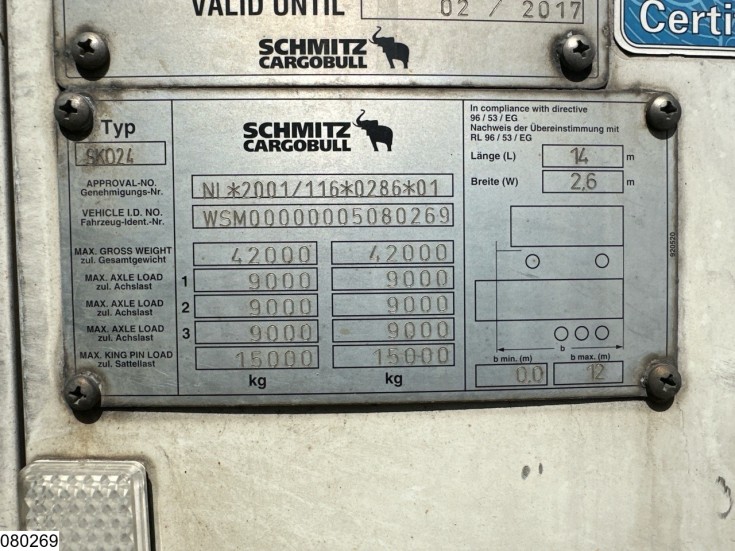 VALID UNTIL 02 / 2017
Certi
SCHMITZ
CARGOBULL
Typ
SKO24
SCHMITZ
CARGOBULL
In compliance with directive
96 / 53 / EG
Nachweis der Übereinstimmung mit
RL 96 / 53 / EG
Länge (L) 14 m
Breite (W) 2,6 m
APPROVAL-NO.
Genehmigungs-Nr.
NL*2001/116*0286*01
VEHICLE I.D. NO.
Fahrzeug-Ident.-Nr.
WSM00000005080269
MAX. GROSS WEIGHT
zul. Gesamtgewicht
42000 42000
MAX. AXLE LOAD
zul. Achslast
1 9000 9000
MAX. AXLE LOAD
zul. Achslast
2 9000 9000
MAX. AXLE LOAD
zul. Achslast
3 9000 9000
MAX. KING PIN LOAD
zul. Sattellast
15000 15000
kg kg
b
b min. (m) b max. (m)
0.0 12
920520
080269